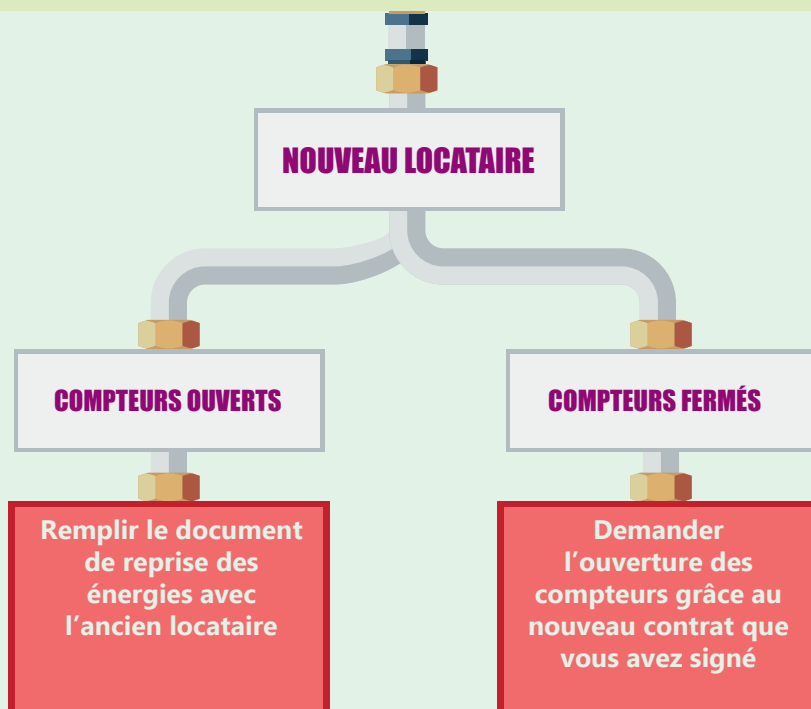 NOUVEAU LOCATAIRE
COMPTEURS OUVERTS
COMPTEURS FERMÉS
Remplir le document
de reprise des
énergies avec
l’ancien locataire
Demander
l’ouverture des
compteurs grâce au
nouveau contrat que
vous avez signé